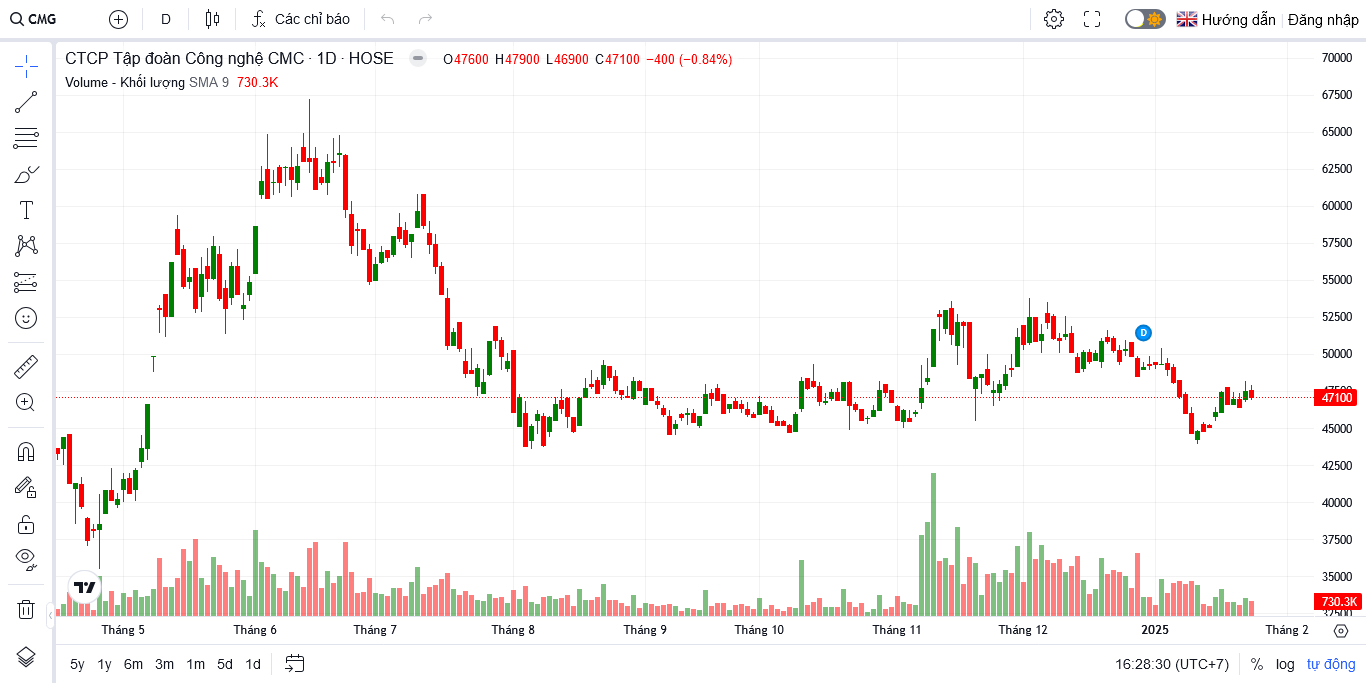 CMG D Các chỉ báo Hướng dẫn Đăng nhập
CTCP Tập đoàn Công nghệ CMC · 1D · HOSE O47600 H47900 L46900 C47100 −400 (−0.84%)
Volume - Khối lượng SMA 9 730.3K
70000
67500
65000
62500
60000
57500
55000
52500
D
50000
47500
47100
45000
42500
40000
37500
35000
730.3K
32500
Tháng 5 Tháng 6 Tháng 7 Tháng 8 Tháng 9 Tháng 10 Tháng 11 Tháng 12 2025 Tháng 2
5y 1y 6m 3m 1m 5d 1d 16:28:30 (UTC+7) % log tự động